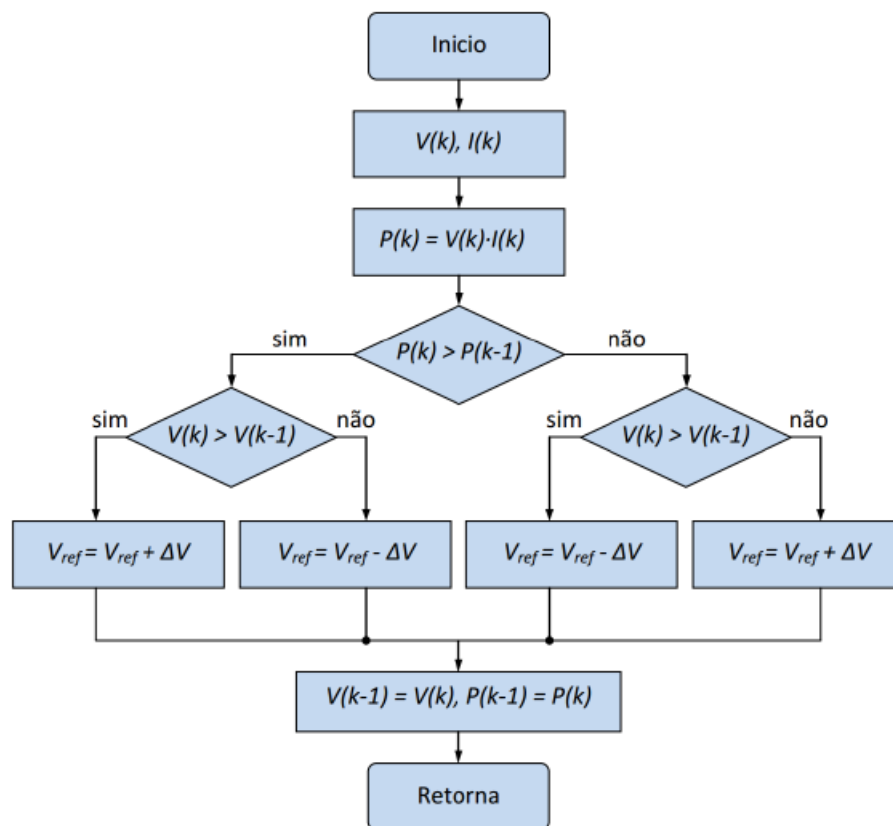 Inicio
V(k), I(k)
P(k) = V(k)·I(k)
sim
P(k) > P(k-1)
não
sim
V(k) > V(k-1)
não
sim
V(k) > V(k-1)
não
Vref = Vref + ΔV
Vref = Vref - ΔV
Vref = Vref - ΔV
Vref = Vref + ΔV
V(k-1) = V(k), P(k-1) = P(k)
Retorna